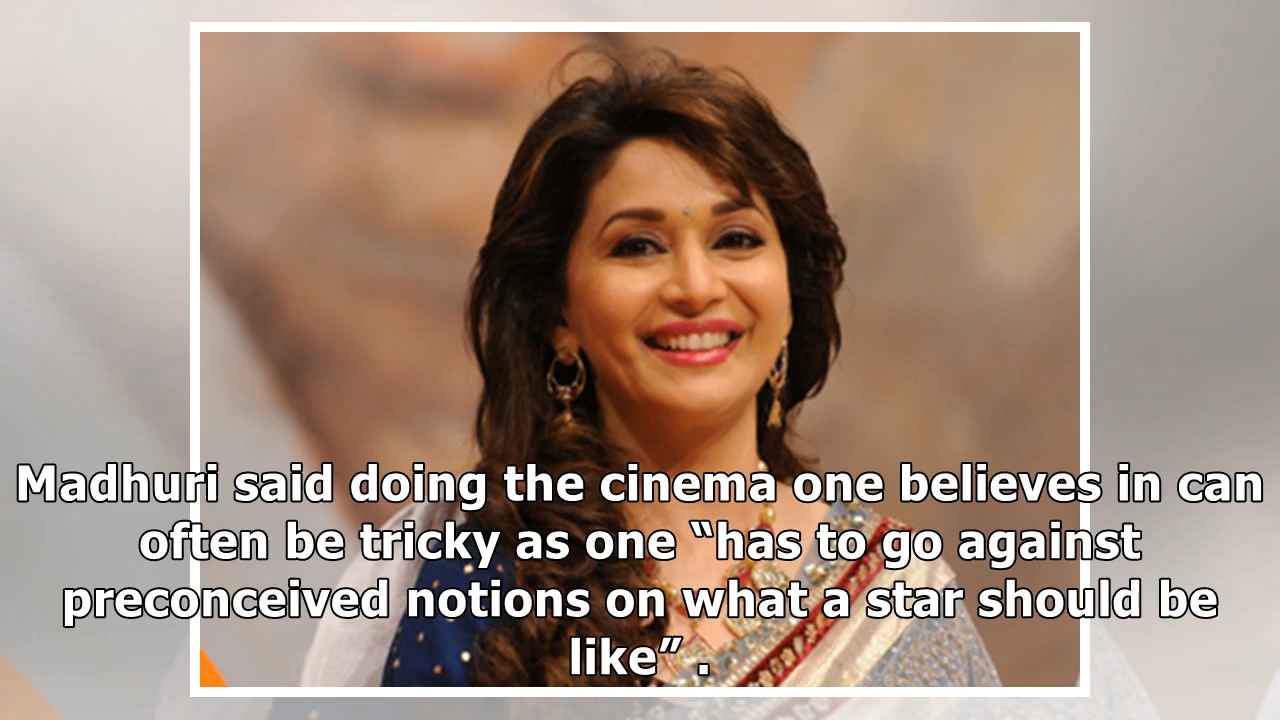 Madhuri said doing the cinema one believes in can
often be tricky as one “has to go against
preconceived notions on what a star should be
like” .